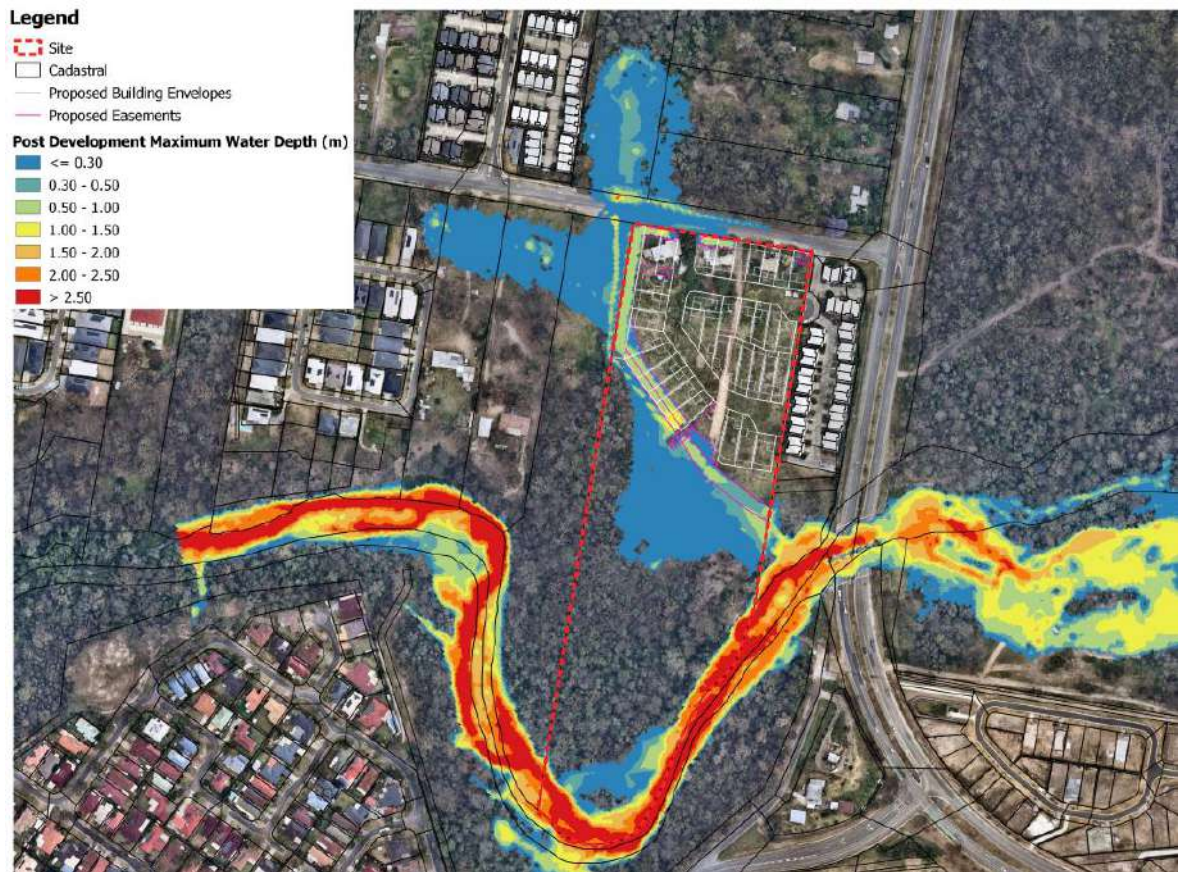 Legend
Site
Cadastral
Proposed Building Envelopes
Proposed Easements
Post Development Maximum Water Depth (m)
<= 0.30
0.30 - 0.50
0.50 - 1.00
1.00 - 1.50
1.50 - 2.00
2.00 - 2.50
> 2.50